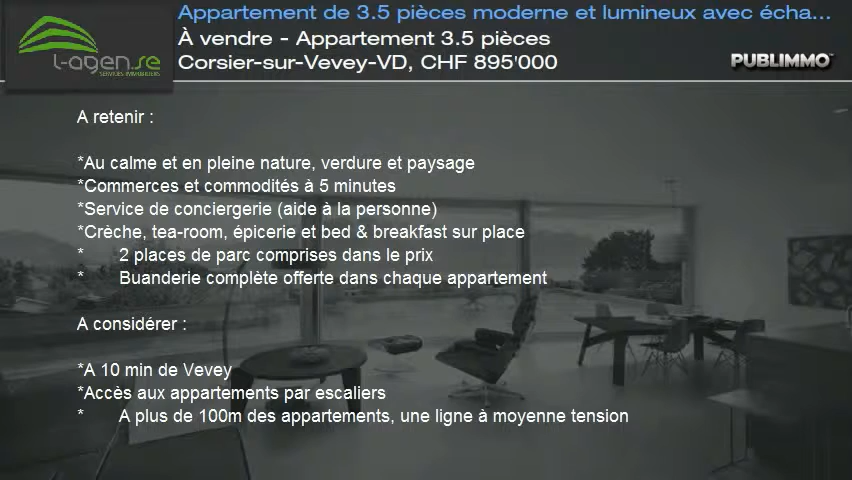 Appartement de 3.5 pièces moderne et lumineux avec écha...
À vendre - Appartement 3.5 pièces
Corsier-sur-Vevey-VD, CHF 895'000
l-agen.se
SERVICES IMMOBILIERS
PUBLIMMO
A retenir :
*Au calme et en pleine nature, verdure et paysage
*Commerces et commodités à 5 minutes
*Service de conciergerie (aide à la personne)
*Crèche, tea-room, épicerie et bed & breakfast sur place
* 2 places de parc comprises dans le prix
* Buanderie complète offerte dans chaque appartement
A considérer :
*A 10 min de Vevey
*Accès aux appartements par escaliers
* A plus de 100m des appartements, une ligne à moyenne tension